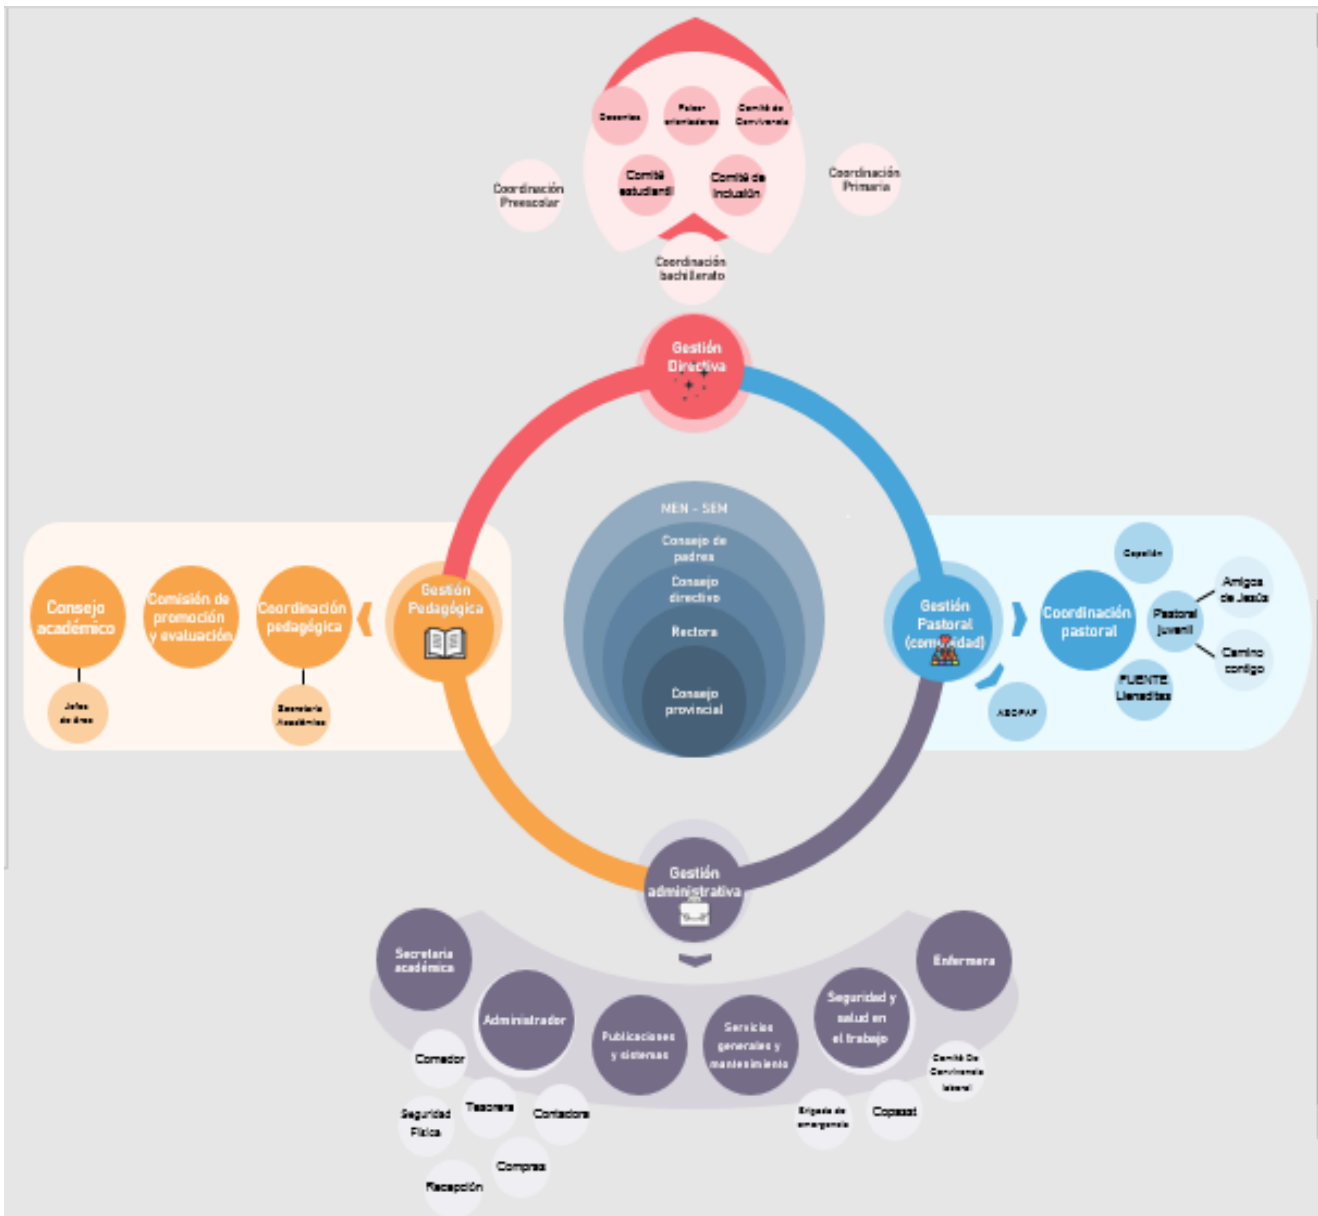 Docentes
Comité de
Convivencia
Comité
estudiantil
Comité de
inclusión
Coordinación
Preescolar
Coordinación
Primaria
Coordinación
bachillerato
Gestión
Directiva
MEN - SEM
Consejo de
padres
Consejo
directivo
Rectora
Consejo
provincial
Consejo
académico
Comisión de
promoción
y evaluación
Coordinación
pedagógica
Gestión
Pedagógica
Jefes
de área
Secretaria
Académica
Gestión
Pastoral
(comunidad)
Coordinación
pastoral
Capellán
Pastoral
juvenil
Amigos
de Jesús
Camino
contigo
FUENTE
ASOPAF
Gestión
administrativa
Secretaria
académica
Administrador
Publicaciones
y sistemas
Servicios
generales y
mantenimiento
Seguridad y
salud en
el trabajo
Enfermera
Comedor
Seguridad
Física
Tesorera
Contadora
Compras
Recepción
Brigada de
emergencia
Copasst
Comité De
Convivencia
laboral